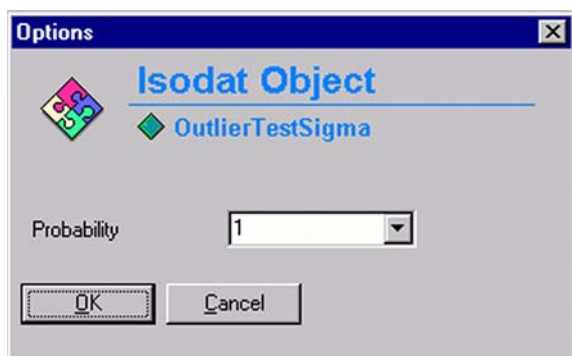 Options
Isodat Object
OutlierTestSigma
Probability
1
OK
Cancel